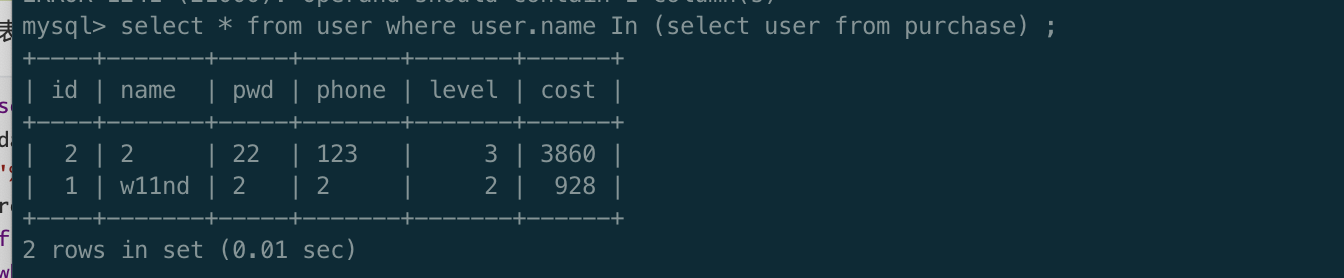 mysql> select * from user where user.name In (select user from purchase) ;
+----+-------+-----+-------+-------+------+
| id | name  | pwd | phone | level | cost |
+----+-------+-----+-------+-------+------+
|  2 | 2     | 22  | 123   |     3 | 3860 |
|  1 | w11nd | 2   | 2     |     2 |  928 |
+----+-------+-----+-------+-------+------+
2 rows in set (0.01 sec)